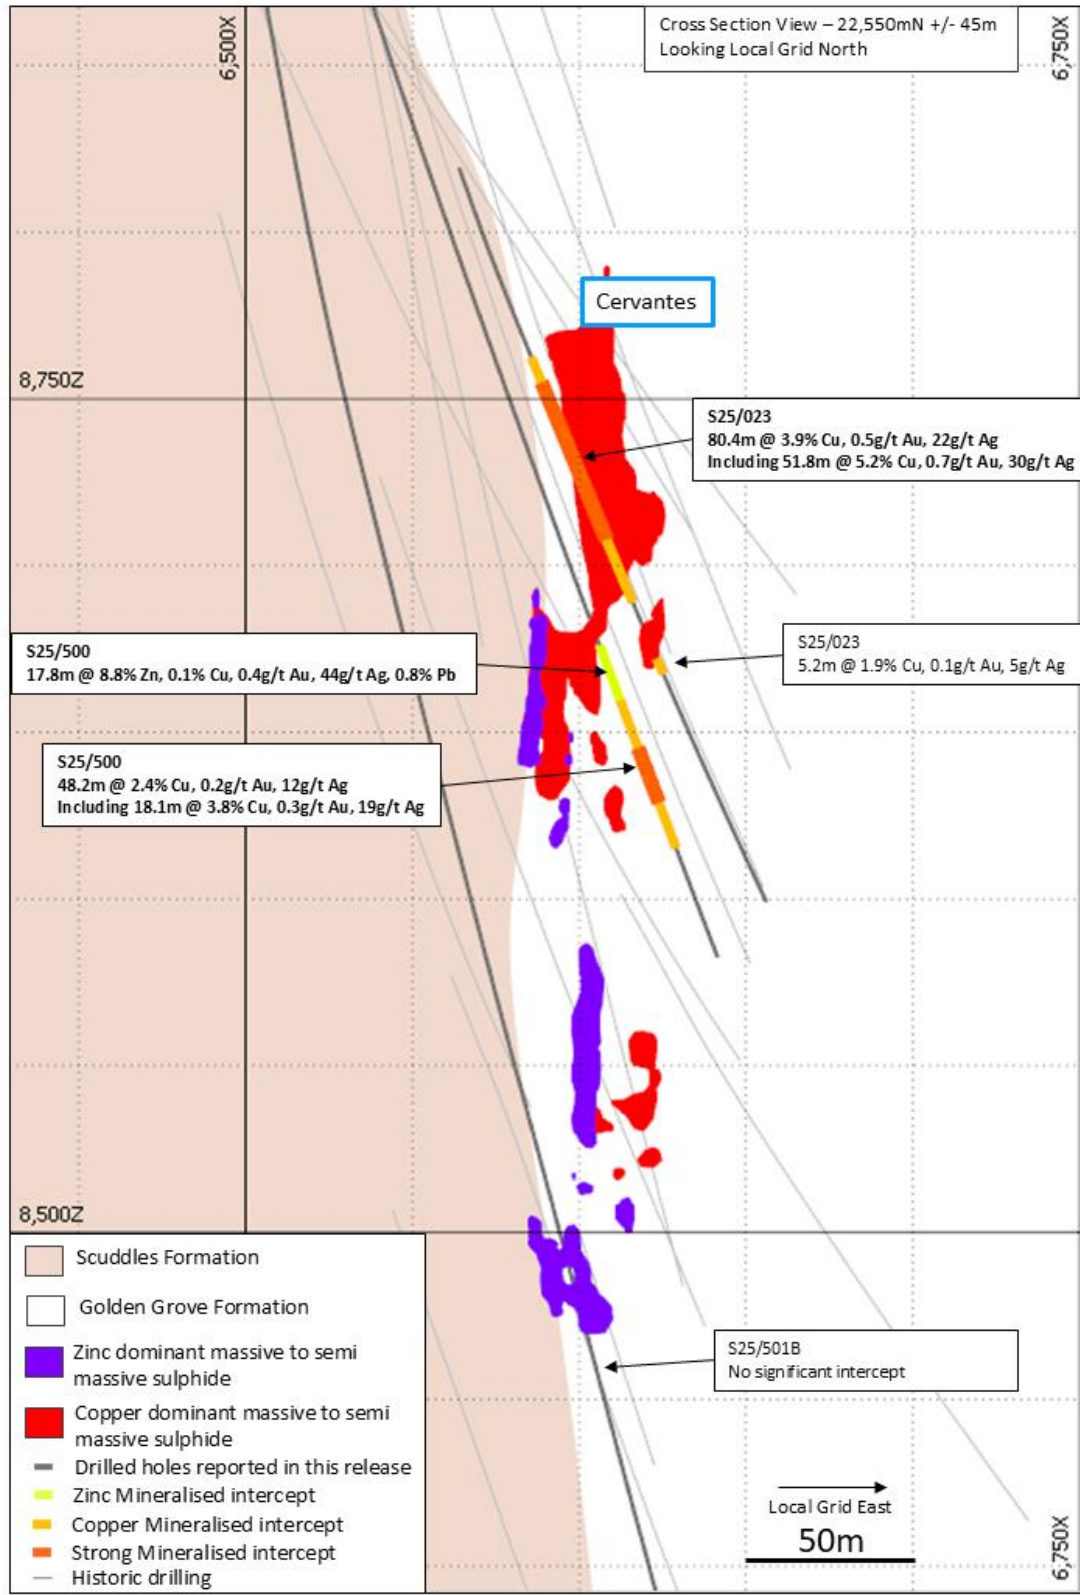 6,500X
Cross Section View – 22,550mN +/- 45m
Looking Local Grid North
6,750X
Cervantes
8,750Z
S25/023
80.4m @ 3.9% Cu, 0.5g/t Au, 22g/t Ag
Including 51.8m @ 5.2% Cu, 0.7g/t Au, 30g/t Ag
S25/023
5.2m @ 1.9% Cu, 0.1g/t Au, 5g/t Ag
S25/500
17.8m @ 8.8% Zn, 0.1% Cu, 0.4g/t Au, 44g/t Ag, 0.8% Pb
S25/500
48.2m @ 2.4% Cu, 0.2g/t Au, 12g/t Ag
Including 18.1m @ 3.8% Cu, 0.3g/t Au, 19g/t Ag
8,500Z
Scuddles Formation
Golden Grove Formation
Zinc dominant massive to semi
massive sulphide
Copper dominant massive to semi
massive sulphide
Drilled holes reported in this release
Zinc Mineralised intercept
Copper Mineralised intercept
Strong Mineralised intercept
Historic drilling
S25/501B
No significant intercept
Local Grid East
50m
6,750X